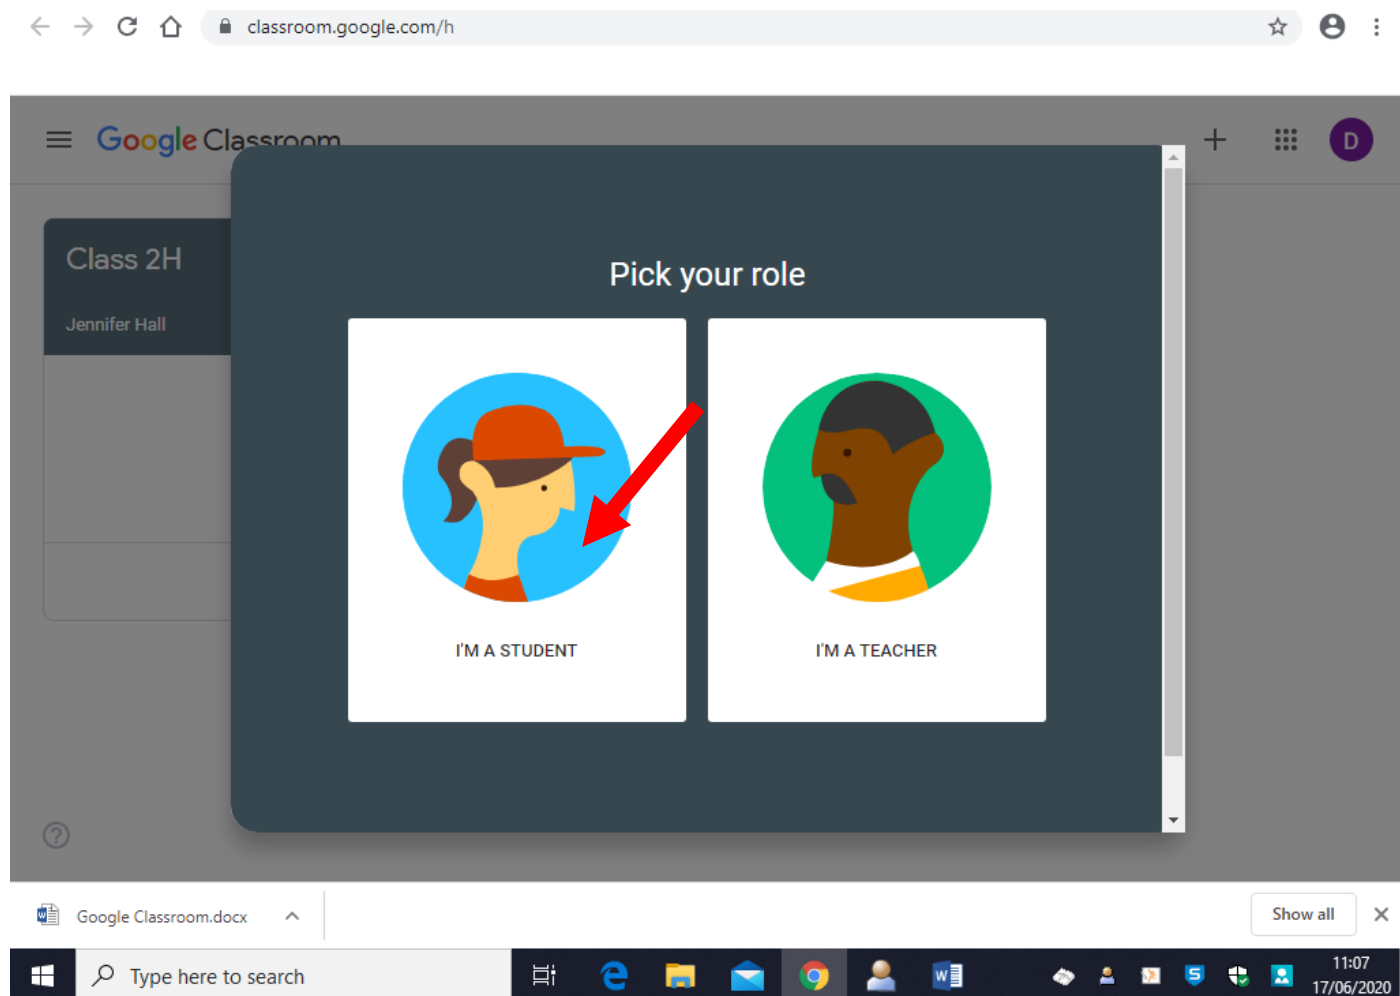 classroom.google.com/h
Google Classroom
D
Class 2H
Jennifer Hall
Pick your role
I'M A STUDENT
I'M A TEACHER
Google Classroom.docx
Show all
Type here to search
11:07
17/06/2020